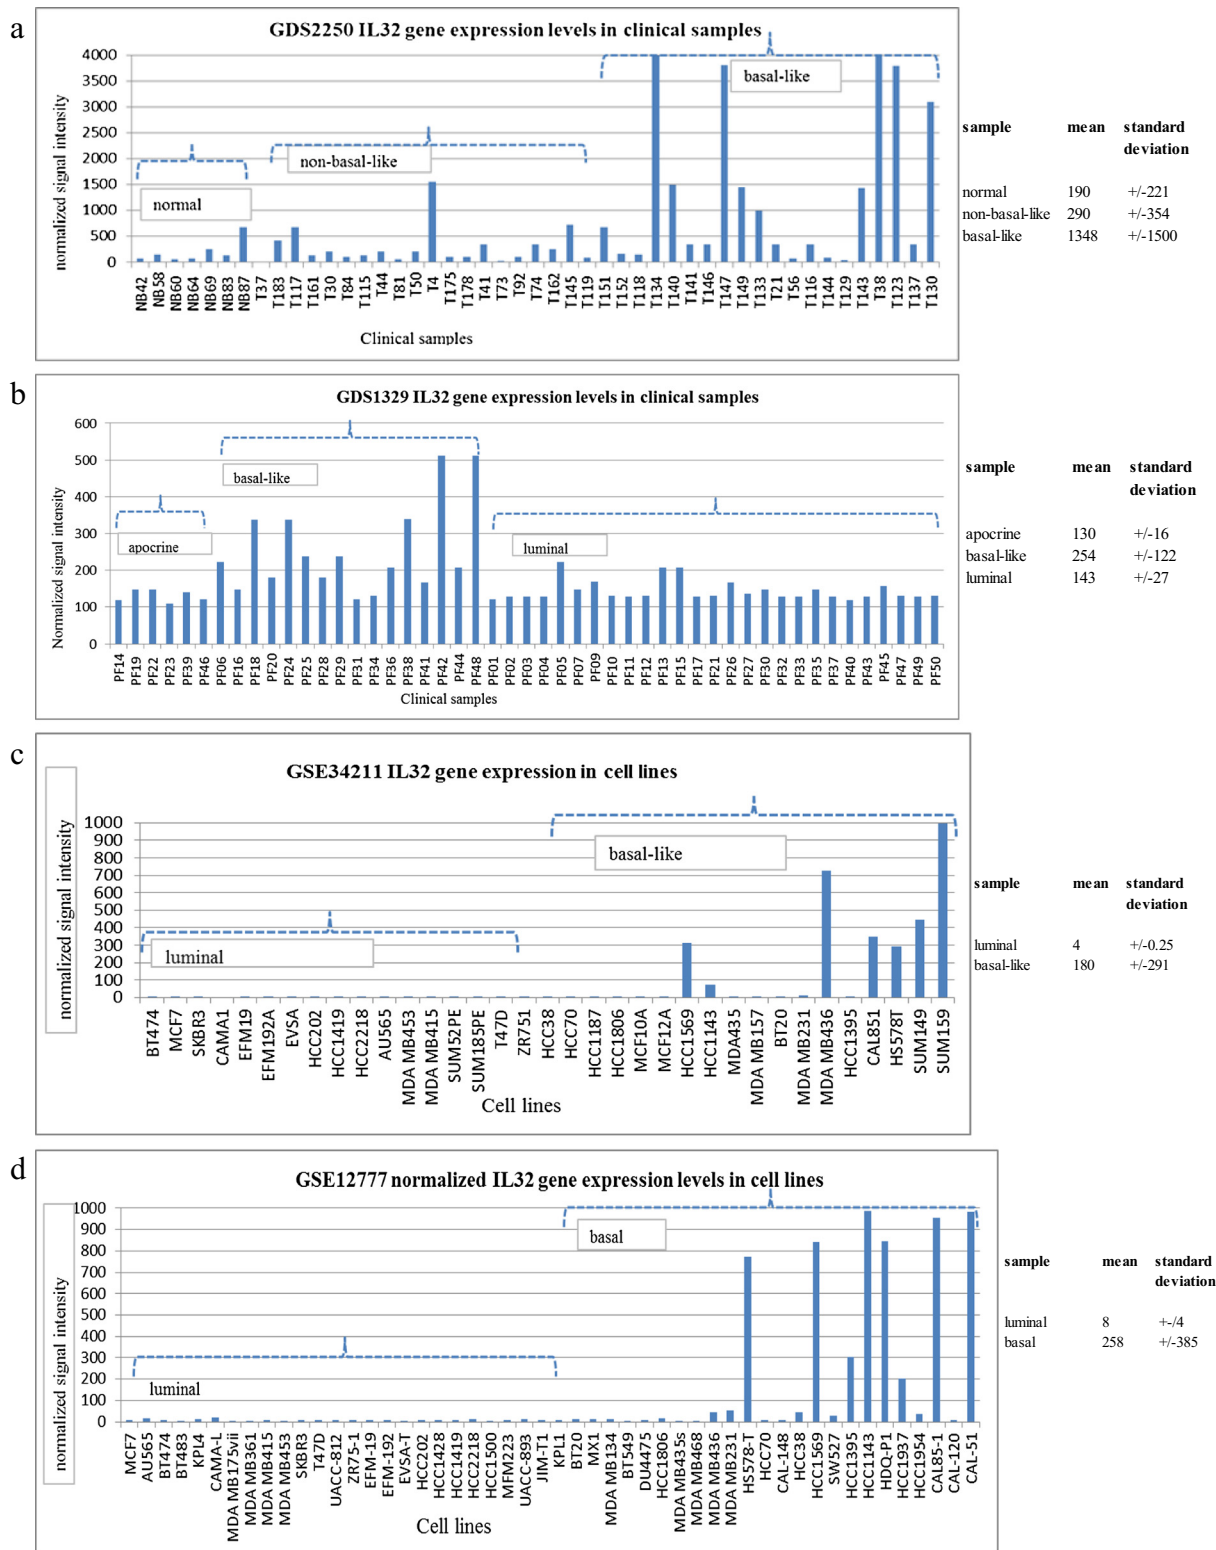 a
GDS2250 IL32 gene expression levels in clinical samples
normalized signal intensity
4000
3500
3000
2500
2000
1500
1000
500
0
normal
non-basal-like
basal-like
NB42 NB58 NB60 NB64 NB69 NB83 NB87 T37 T183 T117 T161 T30 T84 T115 T44 T81 T50 T4 T175 T178 T41 T73 T92 T74 T162 T145 T119 T151 T152 T118 T134 T140 T141 T146 T147 T149 T133 T21 T56 T116 T144 T129 T143 T38 T123 T137 T130
Clinical samples
sample mean standard deviation
normal 190 +/-221
non-basal-like 290 +/-354
basal-like 1348 +/-1500
b
GDS1329 IL32 gene expression levels in clinical samples
Normalized signal intensity
600
500
400
300
200
100
0
apocrine
basal-like
luminal
PF14 PF19 PF22 PF23 PF39 PF46 PF06 PF16 PF18 PF20 PF24 PF25 PF28 PF29 PF31 PF34 PF36 PF38 PF41 PF42 PF44 PF48 PF01 PF02 PF03 PF04 PF05 PF07 PF09 PF10 PF11 PF12 PF13 PF15 PF17 PF21 PF26 PF27 PF30 PF32 PF33 PF35 PF37 PF40 PF43 PF45 PF47 PF49 PF50
Clinical samples
sample mean standard deviation
apocrine 130 +/-16
basal-like 254 +/-122
luminal 143 +/-27
c
GSE34211 IL32 gene expression in cell lines
normalized signal intensity
1000
900
800
700
600
500
400
300
200
100
0
luminal
basal-like
BT474 MCF7 SKBR3 CAMA1 EFM19 EFM192A EVSA HCC202 HCC1419 HCC2218 AU565 MDA MB453 MDA MB415 SUM52PE SUM185PE T47D ZR751 HCC38 HCC70 HCC1187 HCC1806 MCF10A MCF12A HCC1569 HCC1143 MDA435 MDA MB157 BT20 MDA MB231 MDA MB436 HCC1395 CAL851 HS578T SUM149 SUM159
Cell lines
sample mean standard deviation
luminal 4 +/-0.25
basal-like 180 +/-291
d
GSE12777 normalized IL32 gene expression levels in cell lines
normalized signal intensity
1000
900
800
700
600
500
400
300
200
100
0
luminal
basal
MCF7 AU565 BT474 BT483 KPL4 CAMA-L MDA MB175vii MDA MB361 MDA MB415 MDA MB453 SKBR3 T47D UACC-812 ZR75-1 EFM-19 EFM-192 EVSA-T HCC202 HCC1428 HCC1419 HCC2218 HCC1500 MFM223 UACC-893 JIM-T1 KPL1 BT20 MX1 MDA MB134 BT549 DU4475 HCC1806 MDA MB435s MDA MB468 MDA MB436 MDA MB231 HS578-T HCC70 CAL-148 HCC38 HCC1569 SW527 HCC1395 HCC1143 HDQ-P1 HCC1937 HCC1954 CAL85-1 CAL-120 CAL-51
Cell lines
sample mean standard deviation
luminal 8 +-/4
basal 258 +/-385